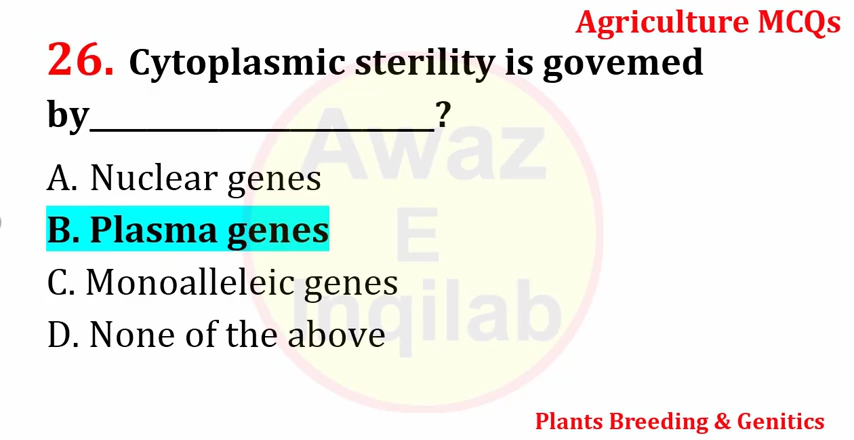 Agriculture MCQs
26. Cytoplasmic sterility is govemed
by____________________?
A. Nuclear genes
B. Plasma genes
C. Monoalleleic genes
D. None of the above
Awaz
E
Inqilab
Plants Breeding & Genitics